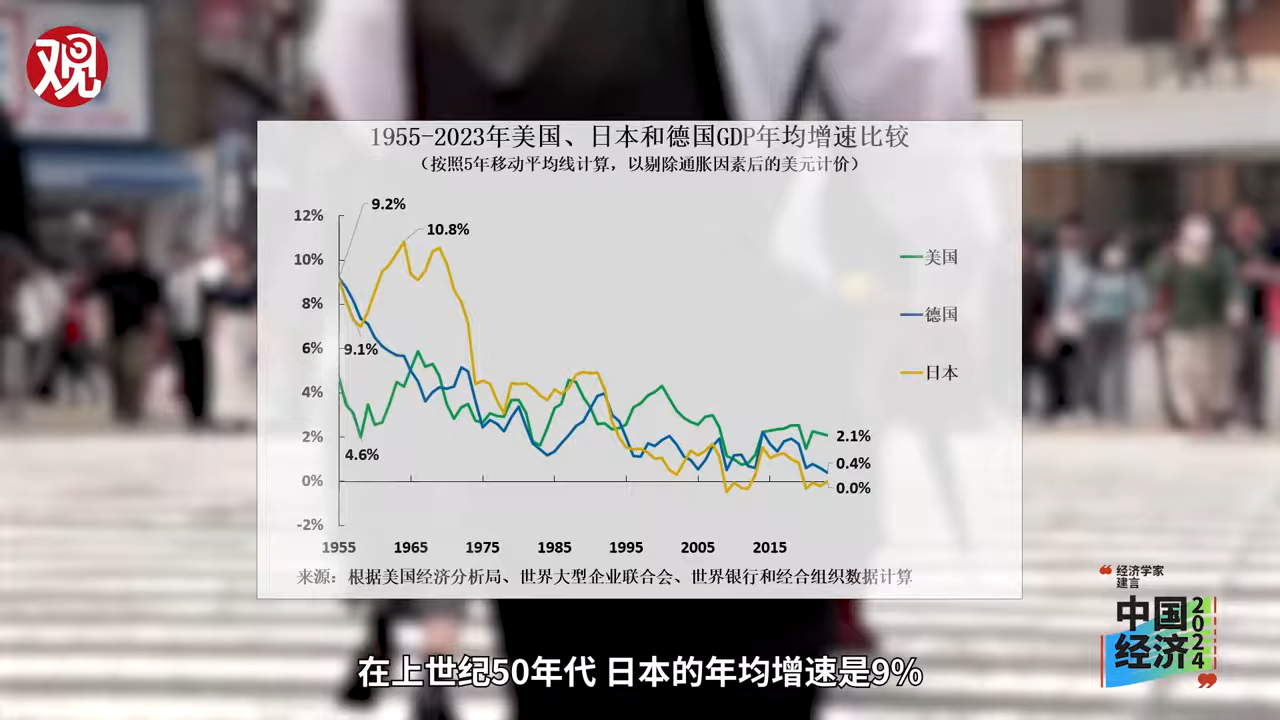 观
1955-2023年美国、日本和德国GDP年均增速比较
（按照5年移动平均线计算，以剔除通胀因素后的美元计价）
9.2%
12%
10.8%
10%
美国
8%
德国
6%
9.1%
日本
4%
2%
2.1%
4.6%
0.4%
0%
0.0%
-2%
1955 1965 1975 1985 1995 2005 2015
来源：根据美国经济分析局、世界大型企业联合会、世界银行和经合组织数据计算
经济学家
建言
中国
经济
2024
在上世纪50年代 日本的年均增速是9%